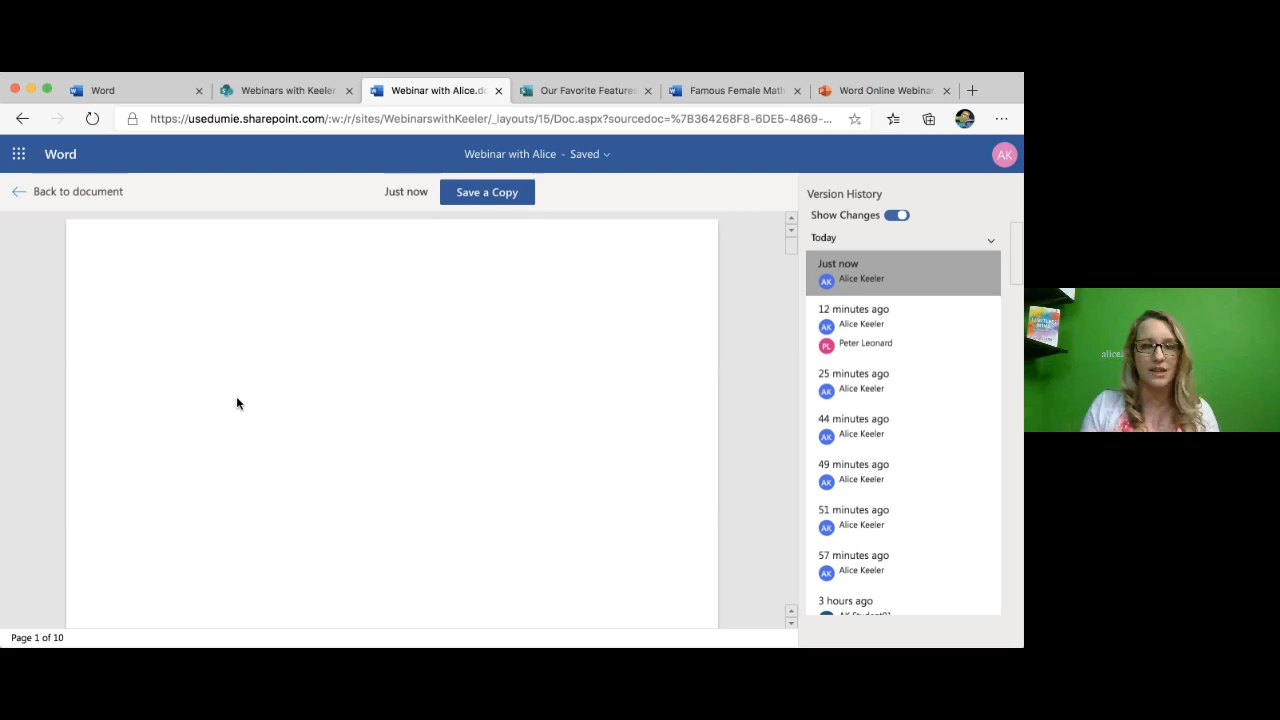 Word
Webinars with Keeler
Webinar with Alice.do
Our Favorite Features
Famous Female Math
Word Online Webinar
https://usedumie.sharepoint.com/:w:/r/sites/WebinarswithKeeler/_layouts/15/Doc.aspx?sourcedoc=%7B364268F8-6DE5-4869-...
Word
Webinar with Alice - Saved
AK
Back to document
Just now
Save a Copy
Version History
Show Changes
Today
Just now
AK Alice Keeler
12 minutes ago
AK Alice Keeler
PL Peter Leonard
25 minutes ago
AK Alice Keeler
44 minutes ago
AK Alice Keeler
49 minutes ago
AK Alice Keeler
51 minutes ago
AK Alice Keeler
57 minutes ago
AK Alice Keeler
3 hours ago
Page 1 of 10
alice